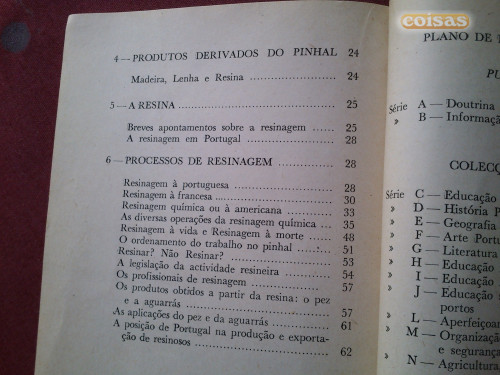 coisas
4 — PRODUTOS DERIVADOS DO PINHAL 24
Madeira, Lenha e Resina ........................ 24
5 — A RESINA ........................ 25
Breves apontamentos sobre a resinagem ...... 25
A resinagem em Portugal ........................ 28
6 — PROCESSOS DE RESINAGEM .................. 28
Resinagem à portuguesa ........................ 28
Resinagem à francesa ........................ 30
Resinagem química ou à americana ............ 33
As diversas operações da resinagem química ... 35
Resinagem à vida e Resinagem à morte ...... 48
O ordenamento do trabalho no pinhal ...... 51
Resinar? Não Resinar? ........................ 53
A legislação da actividade resineira ............ 54
Os profissionais de resinagem .................. 57
Os produtos obtidos a partir da resina: o pez
e a aguarrás ........................ 57
As aplicações do pez e da aguarrás ............ 61
A posição de Portugal na produção e exporta-
ção de resinosos ........................ 62
PLANO DE
PU
Série A — Doutrina
» B — Informaçã
COLECÇ
Série C — Educação
» D — História P
» E — Geografia
» F — Arte Port
» G — Literatura
» H — Educação
» I — Educação
» J — Educação
portos
» L — Aperfeiçoam
» M — Organização
e seguranç
» N — Agricultura